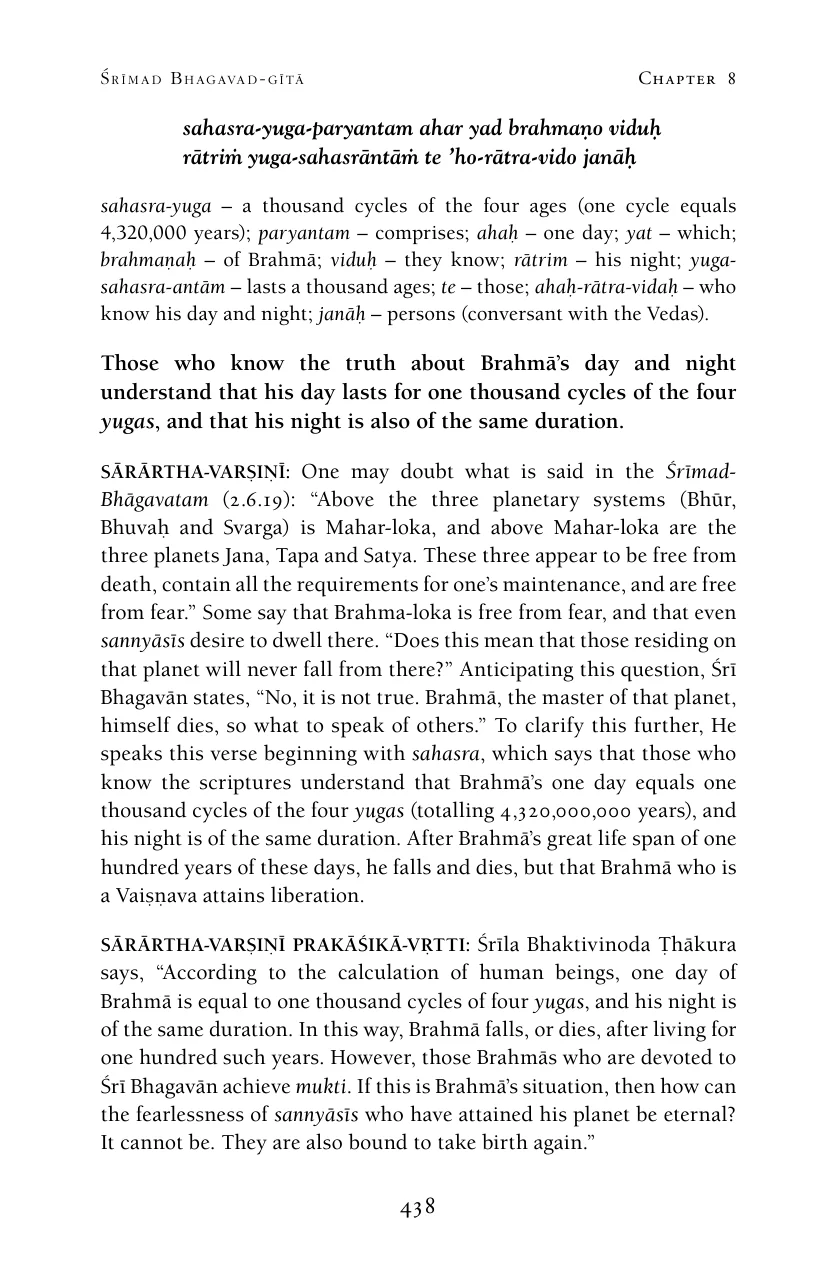 Śrīmad Bhagavad-gītā Chapter 8
sahasra-yuga-paryantam ahar yad brahmaṇo viduḥ
rātriṁ yuga-sahasrāntāṁ te ’ho-rātra-vido janāḥ
sahasra-yuga – a thousand cycles of the four ages (one cycle equals
4,320,000 years); paryantam – comprises; ahaḥ – one day; yat – which;
brahmaṇaḥ – of Brahmā; viduḥ – they know; rātrim – his night; yuga-
sahasra-antām – lasts a thousand ages; te – those; ahaḥ-rātra-vidaḥ – who
know his day and night; janāḥ – persons (conversant with the Vedas).
Those who know the truth about Brahmā’s day and night
understand that his day lasts for one thousand cycles of the four
yugas, and that his night is also of the same duration.
SĀRĀRTHA-VARṢIṆĪ: One may doubt what is said in the Śrīmad-
Bhāgavatam (2.6.19): “Above the three planetary systems (Bhūr,
Bhuvaḥ and Svarga) is Mahar-loka, and above Mahar-loka are the
three planets Jana, Tapa and Satya. These three appear to be free from
death, contain all the requirements for one’s maintenance, and are free
from fear.” Some say that Brahma-loka is free from fear, and that even
sannyāsīs desire to dwell there. “Does this mean that those residing on
that planet will never fall from there?” Anticipating this question, Śrī
Bhagavān states, “No, it is not true. Brahmā, the master of that planet,
himself dies, so what to speak of others.” To clarify this further, He
speaks this verse beginning with sahasra, which says that those who
know the scriptures understand that Brahmā’s one day equals one
thousand cycles of the four yugas (totalling 4,320,000,000 years), and
his night is of the same duration. After Brahmā’s great life span of one
hundred years of these days, he falls and dies, but that Brahmā who is
a Vaiṣṇava attains liberation.
SĀRĀRTHA-VARṢIṆĪ PRAKĀŚIKĀ-VṚTTI: Śrīla Bhaktivinoda Ṭhākura
says, “According to the calculation of human beings, one day of
Brahmā is equal to one thousand cycles of four yugas, and his night is
of the same duration. In this way, Brahmā falls, or dies, after living for
one hundred such years. However, those Brahmās who are devoted to
Śrī Bhagavān achieve mukti. If this is Brahmā’s situation, then how can
the fearlessness of sannyāsīs who have attained his planet be eternal?
It cannot be. They are also bound to take birth again.”
438